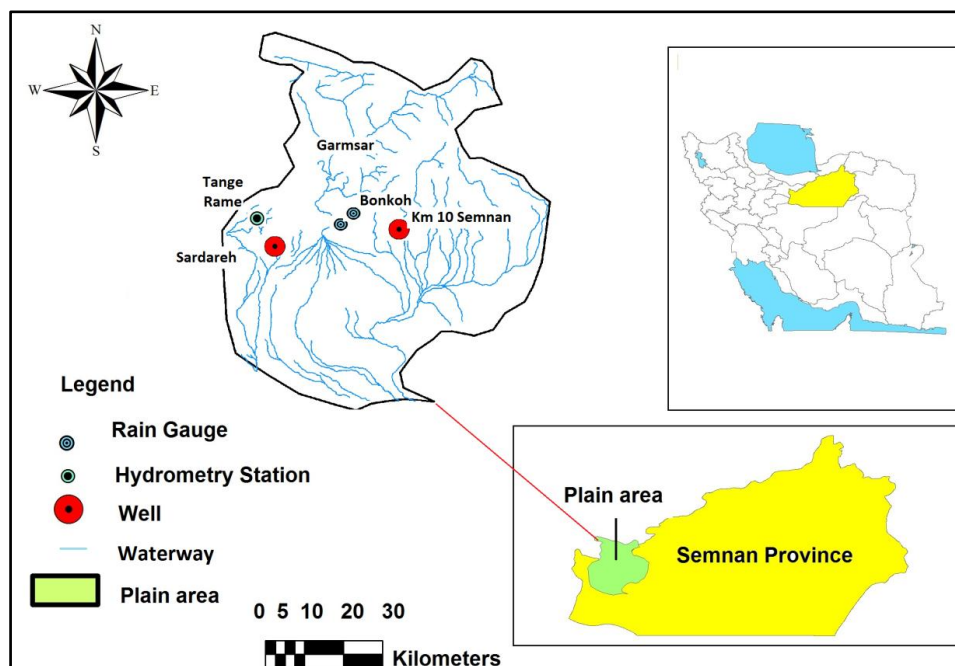 N
W
E
S
Garmsar
Tange
Rame
Bonkoh
Km 10 Semnan
Sardareh
Legend
Rain Gauge
Hydrometry Station
Well
Waterway
Plain area
0 5 10 20 30
Kilometers
Plain area
Semnan Province